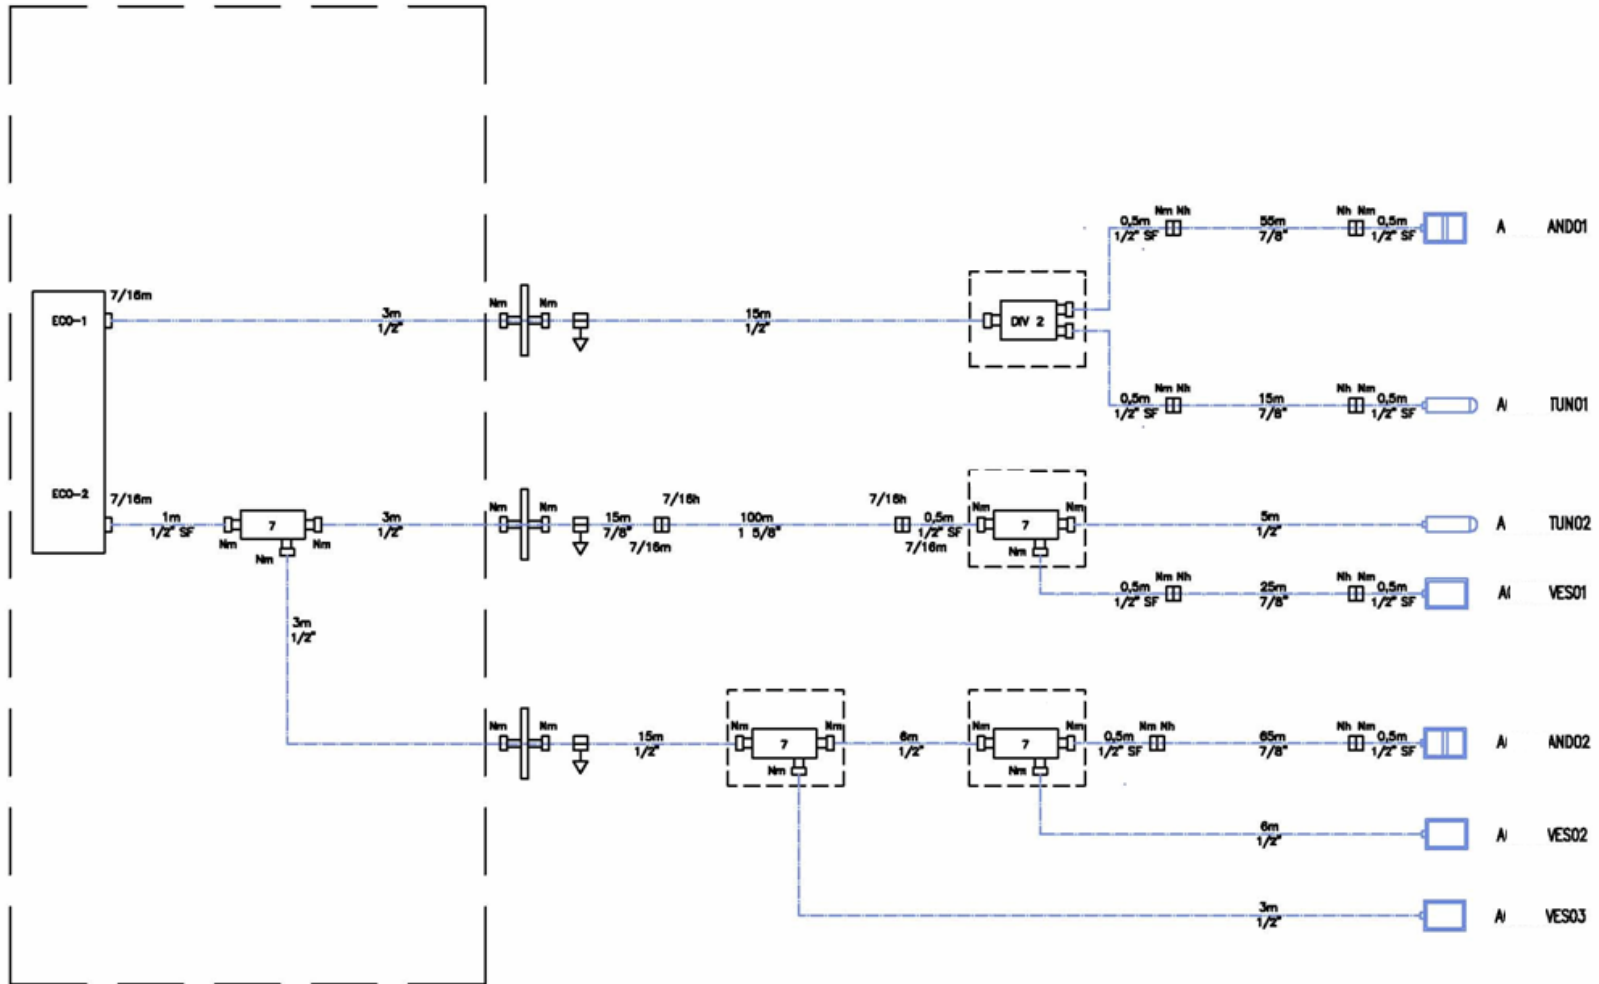 0,5m
1/2" SF
Nm Nh
55m
7/8"
Nh Nm
0,5m
1/2" SF
A
AND01
7/16m
ECO-1
3m
1/2"
Nm
Nm
15m
1/2"
DIV 2
0,5m
1/2" SF
Nm Nh
15m
7/8"
Nh Nm
0,5m
1/2" SF
A
TUN01
ECO-2
7/16m
1m
1/2" SF
Nm
7
Nm
Nm
3m
1/2"
Nm
Nm
15m
7/8"
7/16h
7/16m
100m
1 5/8"
7/16h
0,5m
1/2" SF
7/16m
Nm
7
Nm
Nm
5m
1/2"
A
TUN02
0,5m
1/2" SF
Nm Nh
25m
7/8"
Nh Nm
0,5m
1/2" SF
A
VES01
3m
1/2"
Nm
Nm
15m
1/2"
Nm
7
Nm
Nm
6m
1/2"
Nm
7
Nm
Nm
0,5m
1/2" SF
Nm Nh
65m
7/8"
Nh Nm
0,5m
1/2" SF
A
AND02
6m
1/2"
A
VES02
3m
1/2"
A
VES03